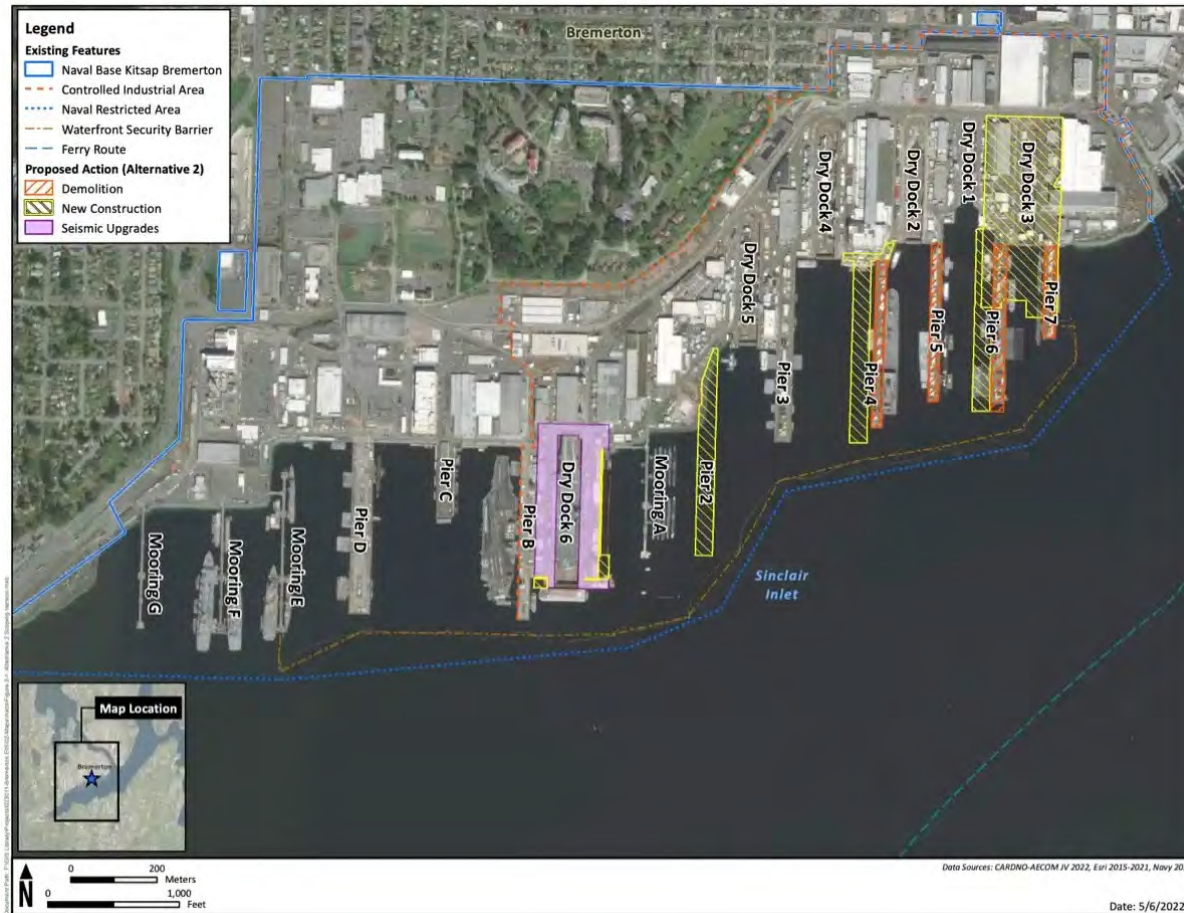 Legend
Existing Features
Naval Base Kitsap Bremerton
Controlled Industrial Area
Naval Restricted Area
Waterfront Security Barrier
Ferry Route
Proposed Action (Alternative 2)
Demolition
New Construction
Seismic Upgrades
Bremerton
Dry Dock 4
Dry Dock 2
Dry Dock 1
Dry Dock 3
Dry Dock 5
Pier 7
Pier 6
Pier 5
Pier 4
Pier 3
Pier 2
Mooring A
Dry Dock 6
Pier B
Pier C
Pier D
Mooring E
Mooring F
Mooring G
Sinclair
Inlet
Map Location
Bremerton
N
0 200
Meters
0 1,000
Feet
Data Sources: CARDNO-AECOM JV 2022, Esri 2015-2021, Navy 20
Date: 5/6/2022